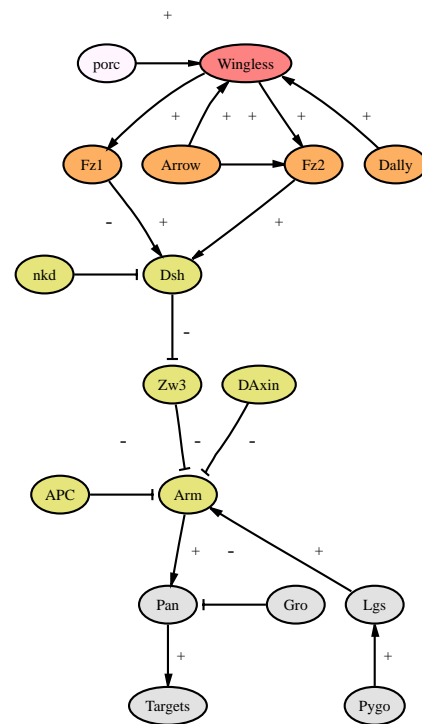 +
porc Wingless
+ + + + +
Fz1 Arrow Fz2 Dally
- + +
nkd Dsh
-
Zw3 DAxin
- - -
APC Arm
+ - +
Pan Gro Lgs
+ +
Targets Pygo